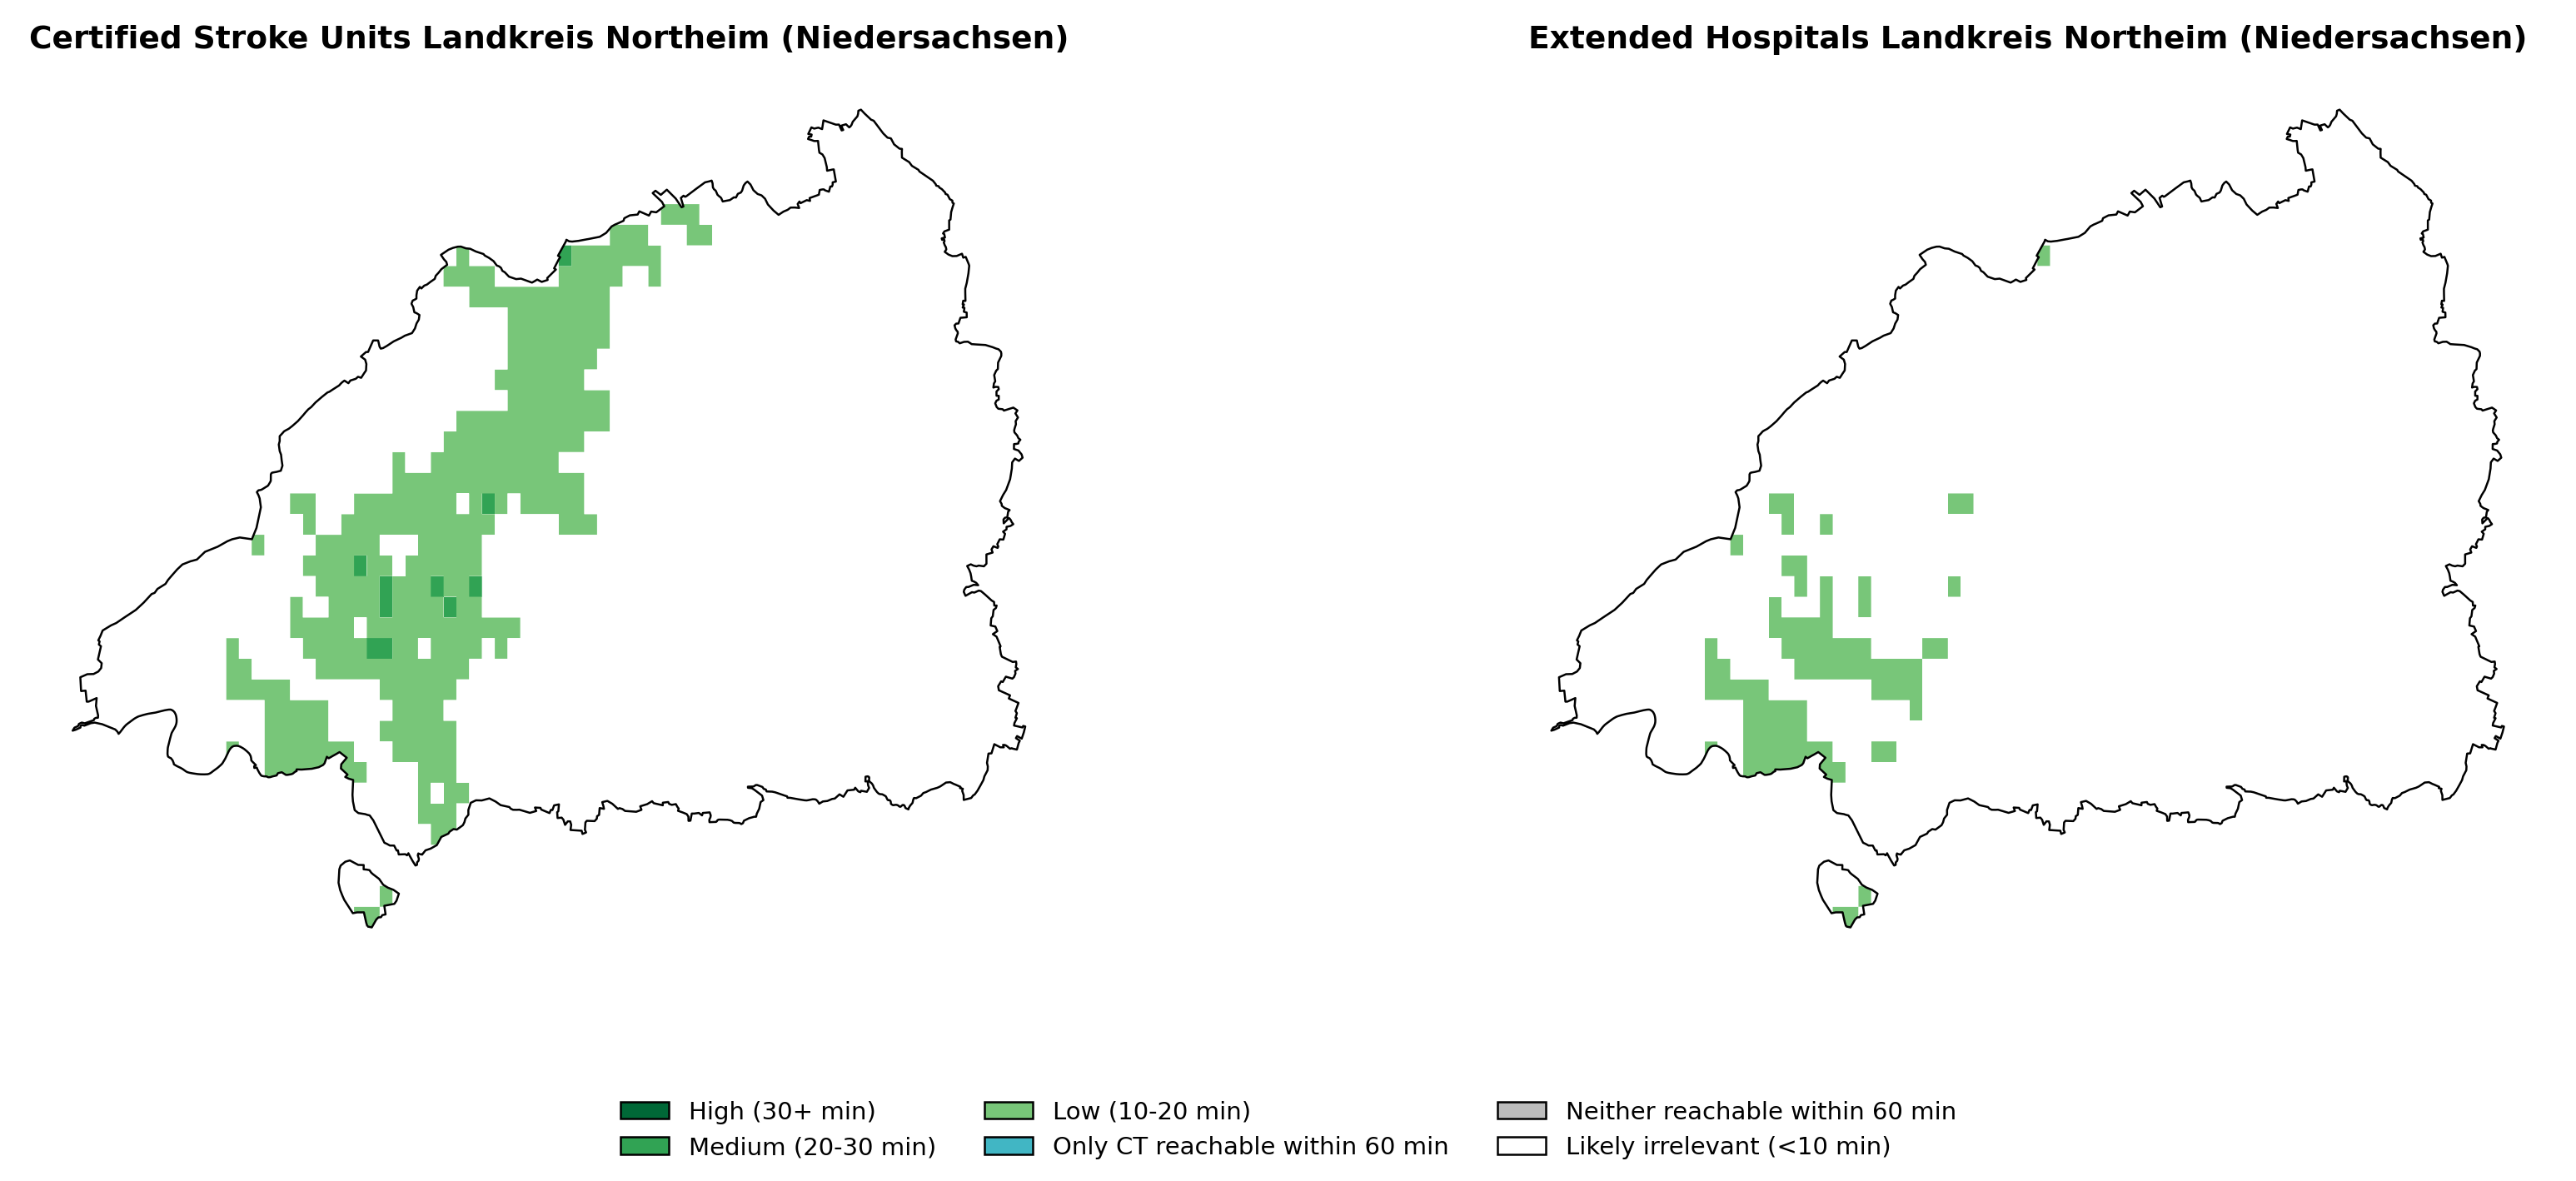 Certified Stroke Units Landkreis Northeim (Niedersachsen)
Extended Hospitals Landkreis Northeim (Niedersachsen)
High (30+ min)
Medium (20-30 min)
Low (10-20 min)
Only CT reachable within 60 min
Neither reachable within 60 min
Likely irrelevant (<10 min)